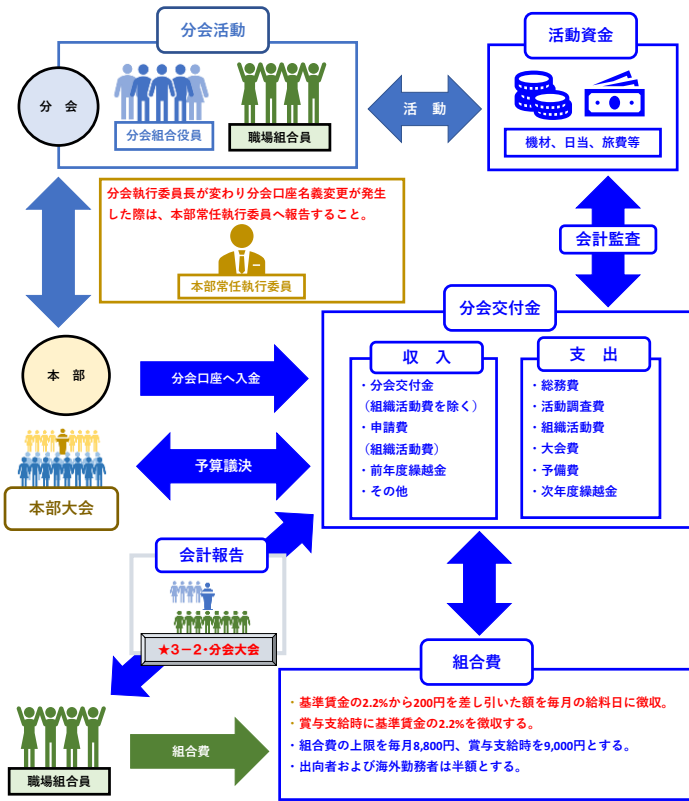 分会活動
分　会
分会組合役員
職場組合員
活　動
活動資金
機材、日当、旅費等
分会執行委員長が変わり分会口座名義変更が発生
した際は、本部常任執行委員へ報告すること。
本部常任執行委員
会計監査
分会交付金
収　入
・分会交付金
（組織活動費を除く）
・申請費
（組織活動費）
・前年度繰越金
・その他
支　出
・総務費
・活動調査費
・組織活動費
・大会費
・予備費
・次年度繰越金
本　部
分会口座へ入金
予算議決
本部大会
会計報告
★3－2・分会大会
組合費
・基準賃金の2.2%から200円を差し引いた額を毎月の給料日に徴収。
・賞与支給時に基準賃金の2.2%を徴収する。
・組合費の上限を毎月8,800円、賞与支給時を9,000円とする。
・出向者および海外勤務者は半額とする。
組合費
職場組合員